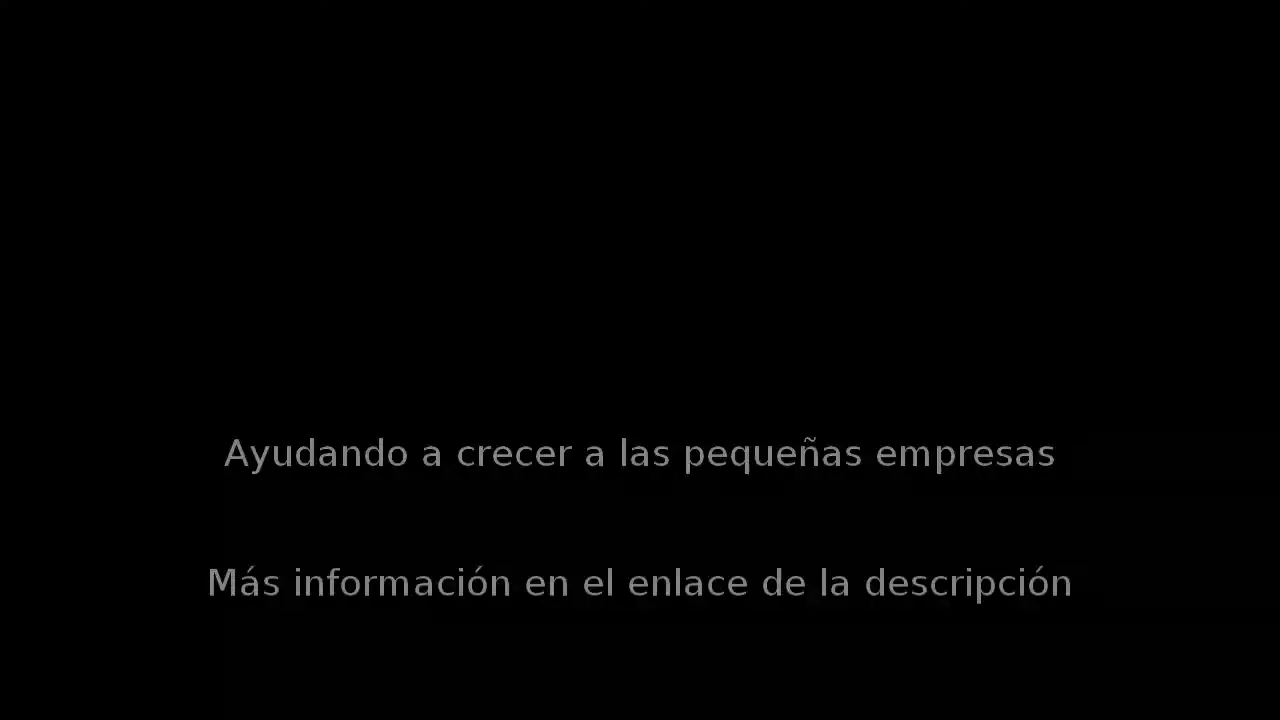 Ayudando a crecer a las pequeñas empresas
Más información en el enlace de la descripción